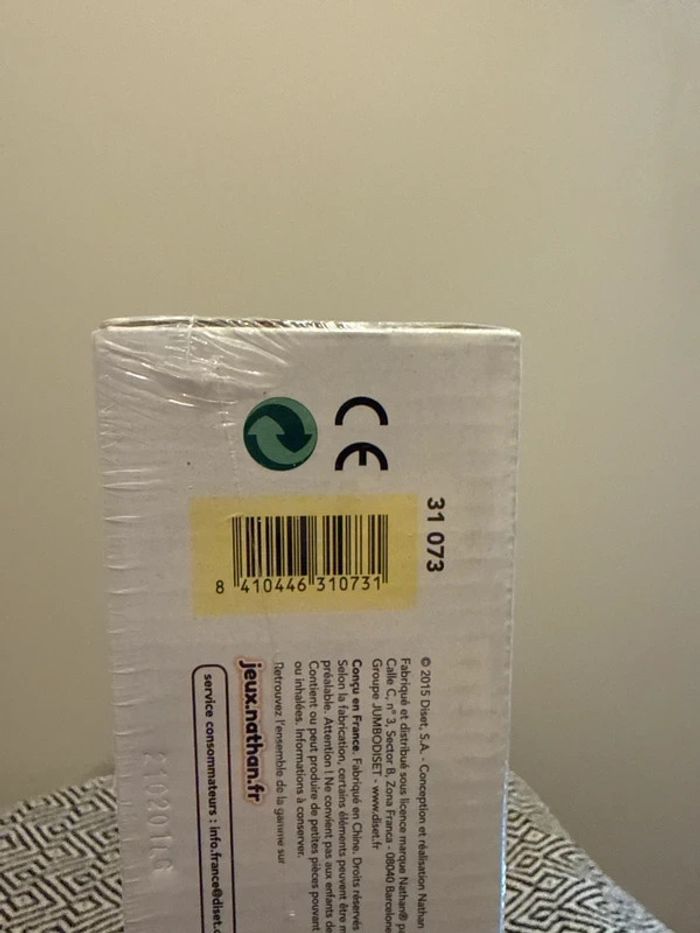 CE
31 073
8 410446 310731
© 2015 Diset, S.A. - Conception et réalisation Nathan
Fabriqué et distribué sous licence marque Nathan®
Calle C, n° 3, Sector B, Zona Franca - 08040 Barcelone
Groupe JUMBODISET - www.diset.fr
Conçu en France. Fabriqué en Chine. Droits réservés
Selon la fabrication, certains éléments peuvent être
préalable. Attention ! Ne convient pas aux enfants de
Contient ou peut produire de petites pièces pouvant
ou inhalées. Informations à conserver.
Retrouvez l'ensemble de la gamme sur
jeux.nathan.fr
service consommateurs : info.france@diset.c